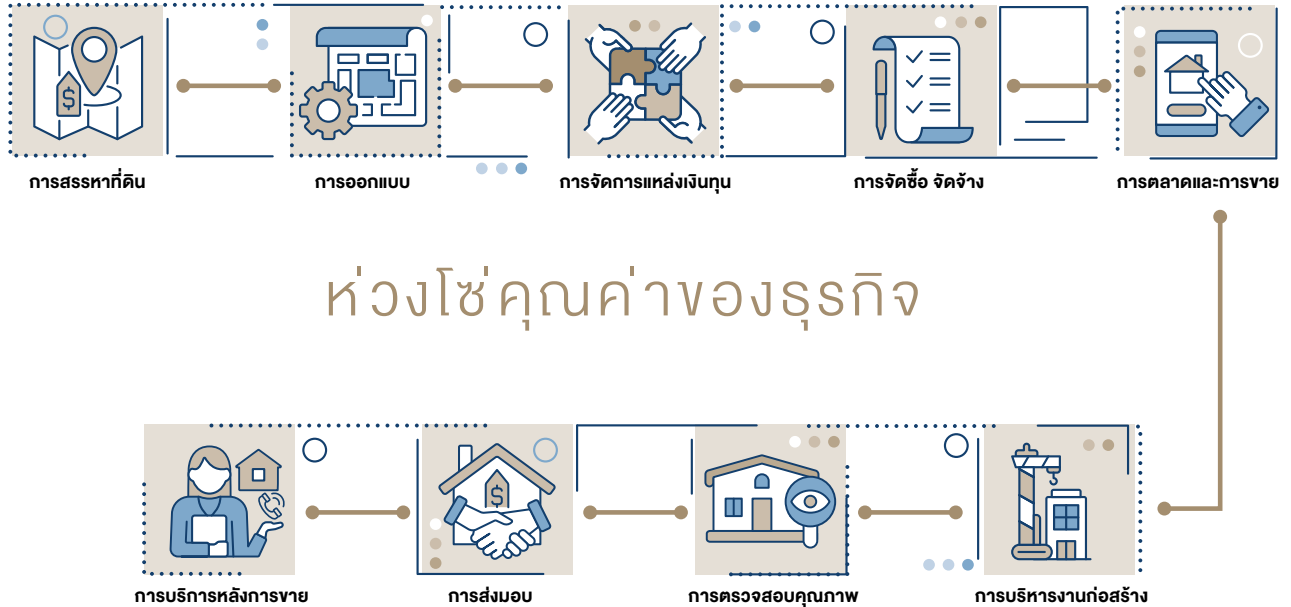 การสรรหาที่ดิน
การออกแบบ
การจัดการแหล่งเงินทุน
การจัดซื้อ จัดจ้าง
การตลาดและการขาย
ห่วงโซ่คุณค่าของธุรกิจ
การบริการหลังการขาย
การส่งมอบ
การตรวจสอบคุณภาพ
การบริหารงานก่อสร้าง
$
$